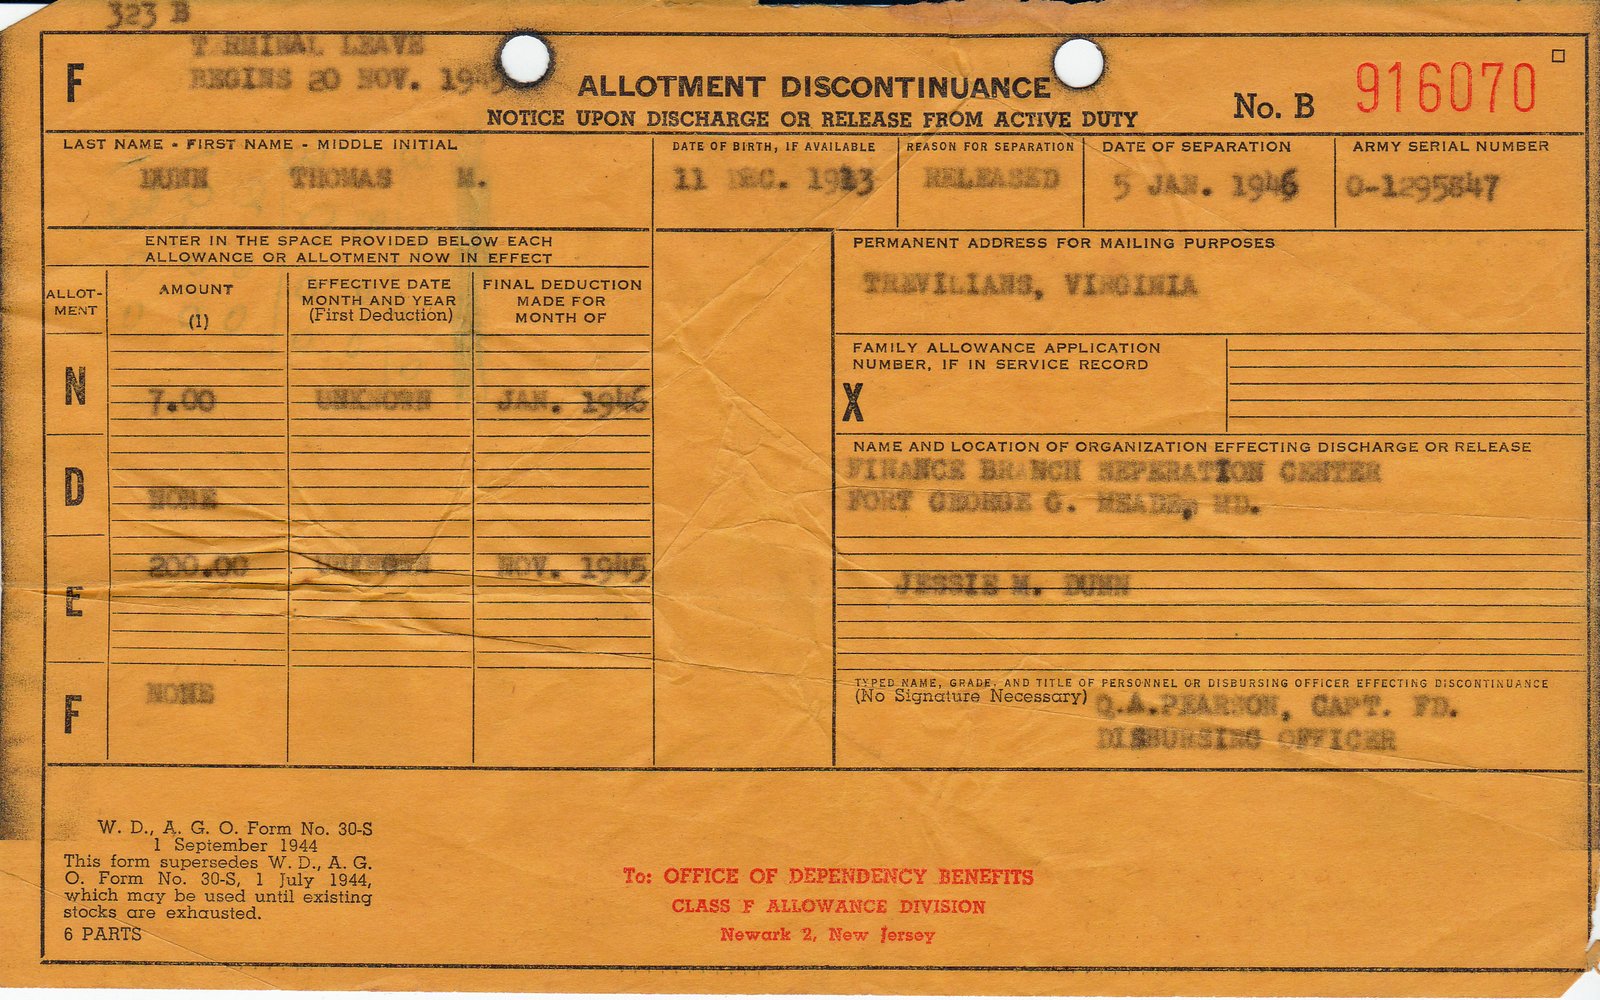 323 B
T RMINAL LEAVE
BEGINS 20 NOV. 1945
F
ALLOTMENT DISCONTINUANCE
NOTICE UPON DISCHARGE OR RELEASE FROM ACTIVE DUTY
No. B 916070
LAST NAME - FIRST NAME - MIDDLE INITIAL
DUNN THOMAS M.
DATE OF BIRTH, IF AVAILABLE
11 DEC. 1913
REASON FOR SEPARATION
RELEASED
DATE OF SEPARATION
5 JAN. 1946
ARMY SERIAL NUMBER
O-1295847
ENTER IN THE SPACE PROVIDED BELOW EACH
ALLOWANCE OR ALLOTMENT NOW IN EFFECT
ALLOT-
MENT
AMOUNT
(1)
EFFECTIVE DATE
MONTH AND YEAR
(First Deduction)
FINAL DEDUCTION
MADE FOR
MONTH OF
N 7.00 UNKNOWN JAN. 1946
D NONE
E 200.00 UNKNOWN NOV. 1945
F NONE
PERMANENT ADDRESS FOR MAILING PURPOSES
TREVILIANS, VIRGINIA
FAMILY ALLOWANCE APPLICATION
NUMBER, IF IN SERVICE RECORD
X
NAME AND LOCATION OF ORGANIZATION EFFECTING DISCHARGE OR RELEASE
FINANCE BRANCH SEPERATION CENTER
FORT GEORGE G. MEADE, MD.
JESSIE M. DUNN
TYPED NAME, GRADE, AND TITLE OF PERSONNEL OR DISBURSING OFFICER EFFECTING DISCONTINUANCE
(No Signature Necessary) Q.A.PEARSON, CAPT. FD.
DISBURSING OFFICER
W. D., A. G. O. Form No. 30-S
1 September 1944
This form supersedes W. D., A. G.
O. Form No. 30-S, 1 July 1944,
which may be used until existing
stocks are exhausted.
6 PARTS
To: OFFICE OF DEPENDENCY BENEFITS
CLASS F ALLOWANCE DIVISION
Newark 2, New Jersey